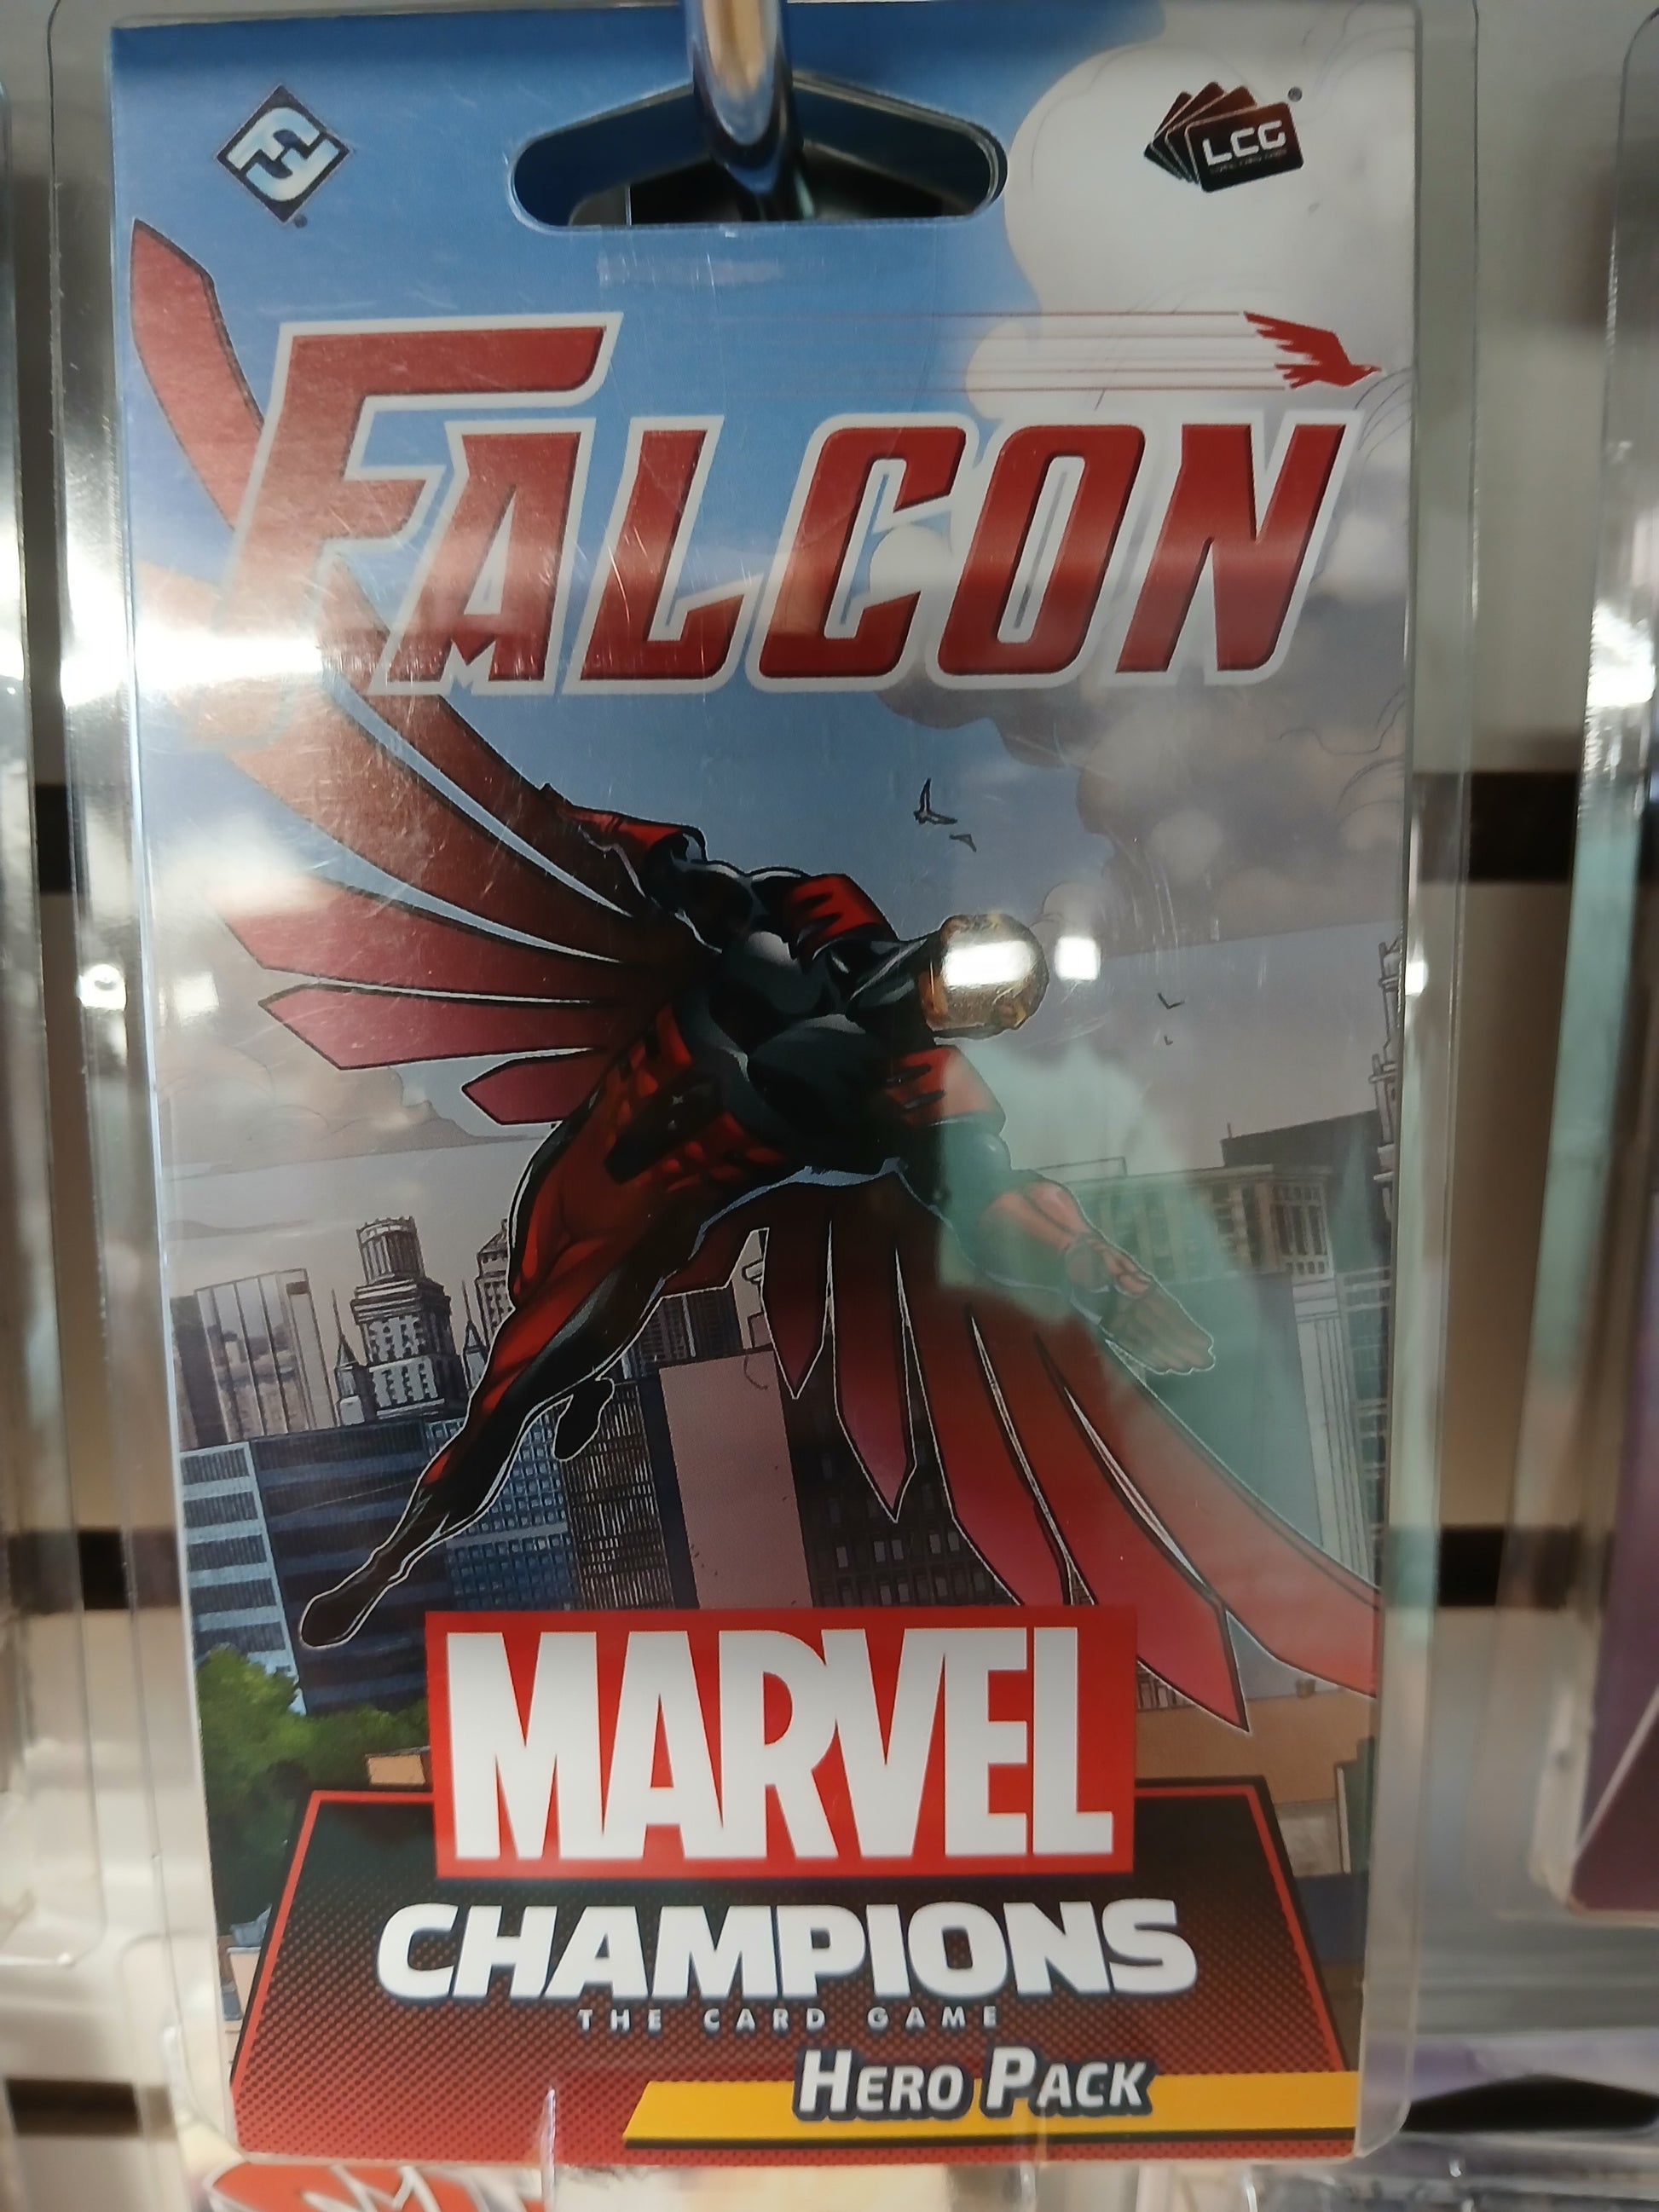 LCG
FALCON
MARVEL
CHAMPIONS
THE CARD GAME
HERO PACK